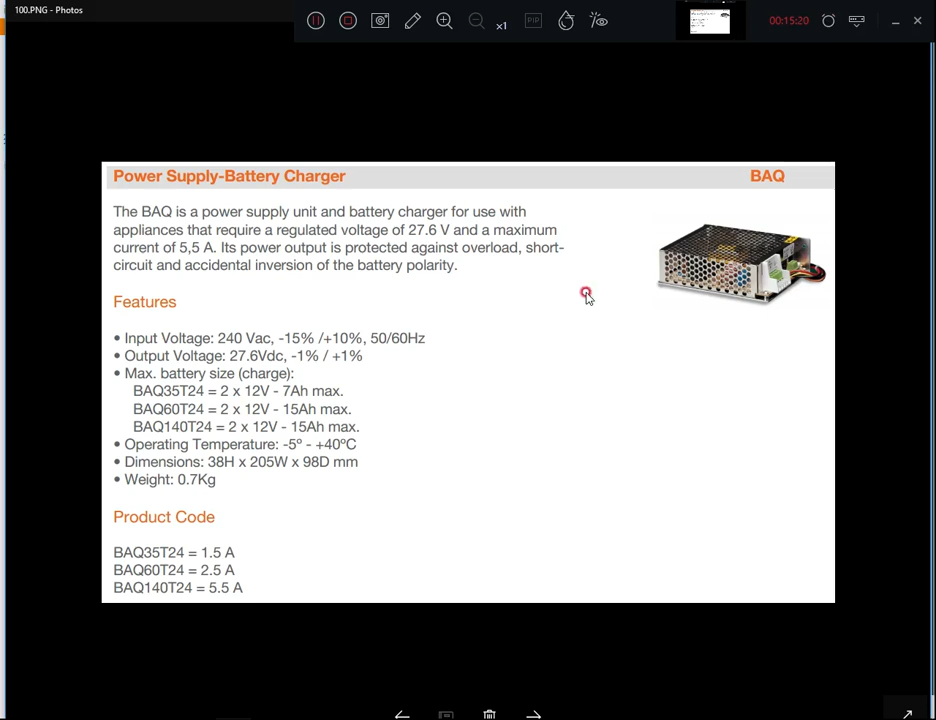 100.PNG - Photos
x1
PIP
00:15:20
Power Supply-Battery Charger
BAQ
The BAQ is a power supply unit and battery charger for use with
appliances that require a regulated voltage of 27.6 V and a maximum
current of 5,5 A. Its power output is protected against overload, short-
circuit and accidental inversion of the battery polarity.
Features
• Input Voltage: 240 Vac, -15% /+10%, 50/60Hz
• Output Voltage: 27.6Vdc, -1% / +1%
• Max. battery size (charge):
BAQ35T24 = 2 x 12V - 7Ah max.
BAQ60T24 = 2 x 12V - 15Ah max.
BAQ140T24 = 2 x 12V - 15Ah max.
• Operating Temperature: -5º - +40ºC
• Dimensions: 38H x 205W x 98D mm
• Weight: 0.7Kg
Product Code
BAQ35T24 = 1.5 A
BAQ60T24 = 2.5 A
BAQ140T24 = 5.5 A